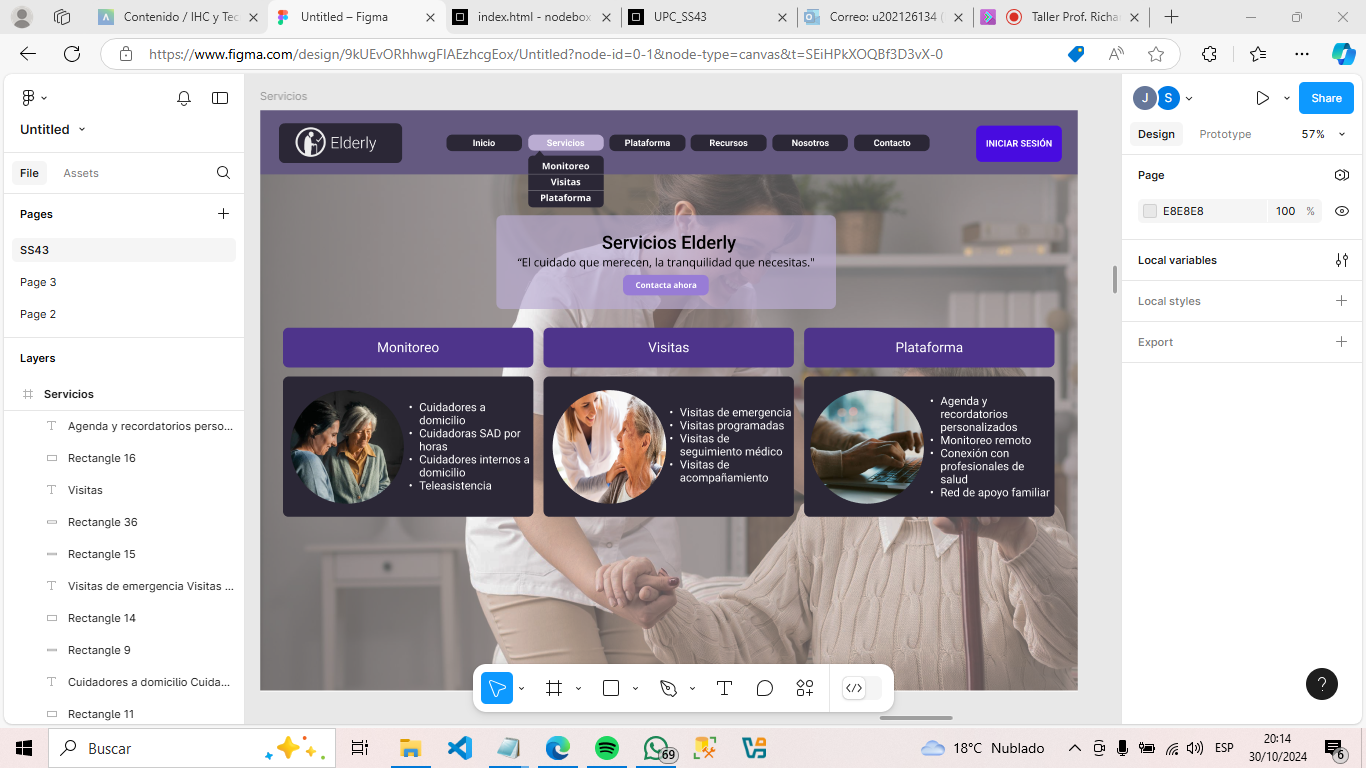 Contenido / IHC y Tec
Untitled – Figma
index.html - nodebox
UPC_SS43
Correo: u202126134 (
Taller Prof. Richa
https://www.figma.com/design/9kUEvORhhwgFIAEzhcgEox/Untitled?node-id=0-1&node-type=canvas&t=SEiHPkXOQBf3D3vX-0
Untitled
File
Assets
Pages
SS43
Page 3
Page 2
Layers
Servicios
Agenda y recordatorios perso...
Rectangle 16
Visitas
Rectangle 36
Rectangle 15
Visitas de emergencia Visitas ...
Rectangle 14
Rectangle 9
Cuidadores a domicilio Cuida...
Rectangle 11
Servicios
Elderly
Inicio
Servicios
Plataforma
Recursos
Nosotros
Contacto
INICIAR SESIÓN
Monitoreo
Visitas
Plataforma
Servicios Elderly
“El cuidado que merecen, la tranquilidad que necesitas."
Contacta ahora
Monitoreo
Visitas
Plataforma
• Cuidadores a
domicilio
• Cuidadoras SAD por
horas
• Cuidadores internos a
domicilio
• Teleasistencia
• Visitas de emergencia
• Visitas programadas
• Visitas de
seguimiento médico
• Visitas de
acompañamiento
• Agenda y
recordatorios
personalizados
• Monitoreo remoto
• Conexión con
profesionales de
salud
• Red de apoyo familiar
J
S
Share
Design
Prototype
57%
Page
E8E8E8
100
%
Local variables
Local styles
Export
?
Buscar
69
18°C Nublado
ESP
20:14
30/10/2024
6